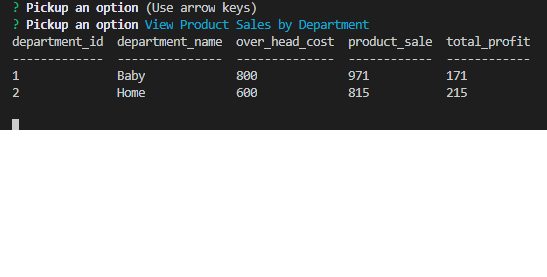 ? Pickup an option (Use arrow keys)
? Pickup an option View Product Sales by Department
department_id  department_name  over_head_cost  product_sale  total_profit
-------------  ---------------  --------------  ------------  ------------
1              Baby             800             971           171
2              Home             600             815           215